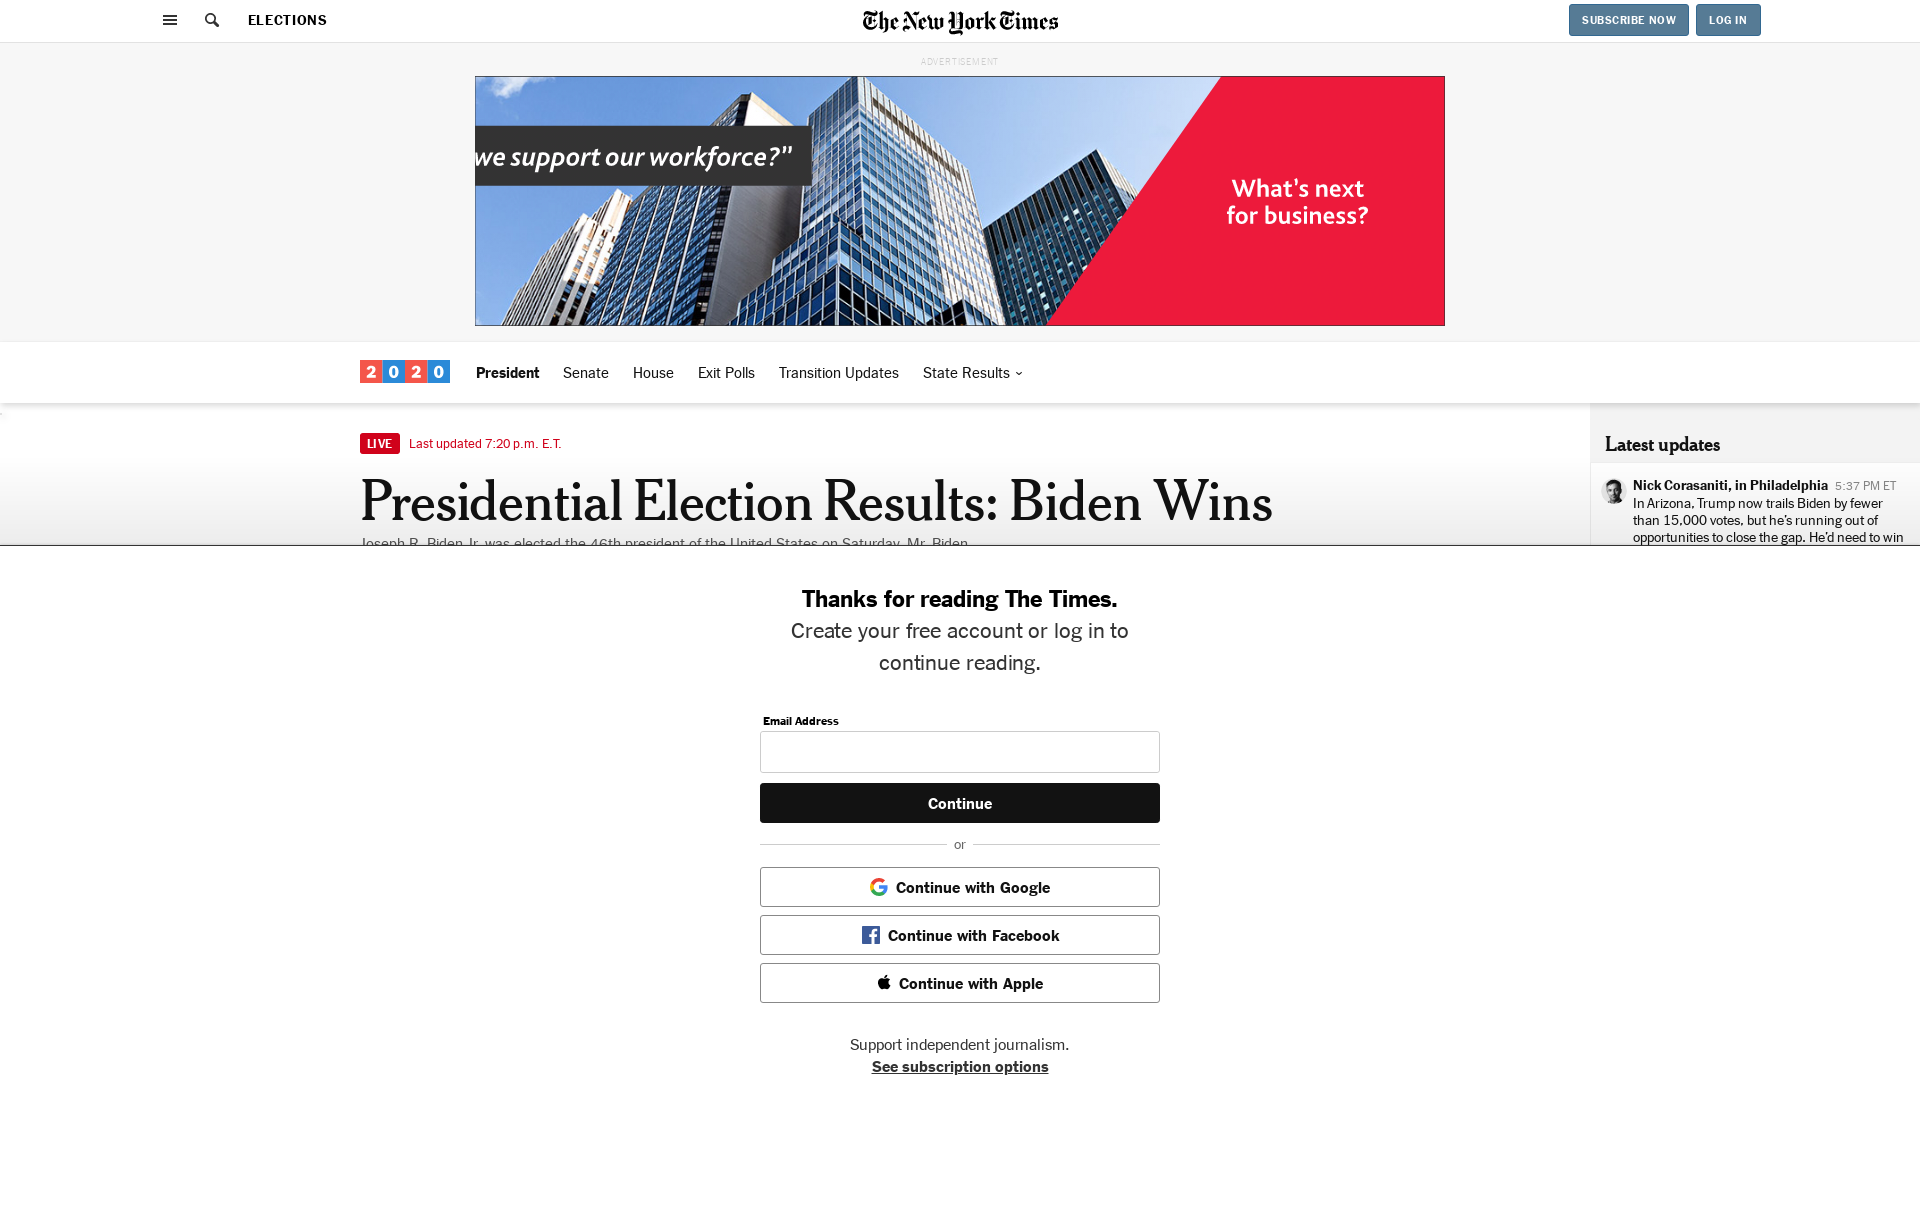 ELECTIONS
The New York Times
SUBSCRIBE NOW
LOG IN
ADVERTISEMENT
we support our workforce?”
What’s next
for business?
2020
President
Senate
House
Exit Polls
Transition Updates
State Results
LIVE
Last updated 7:20 p.m. E.T.
Presidential Election Results: Biden Wins
Joseph R. Biden Jr. was elected the 46th president of the United States on Saturday. Mr. Biden
Latest updates
Nick Corasaniti, in Philadelphia 5:37 PM ET
In Arizona, Trump now trails Biden by fewer
than 15,000 votes, but he’s running out of
opportunities to close the gap. He’d need to win
Thanks for reading The Times.
Create your free account or log in to
continue reading.
Email Address
Continue
or
Continue with Google
Continue with Facebook
Continue with Apple
Support independent journalism.
See subscription options